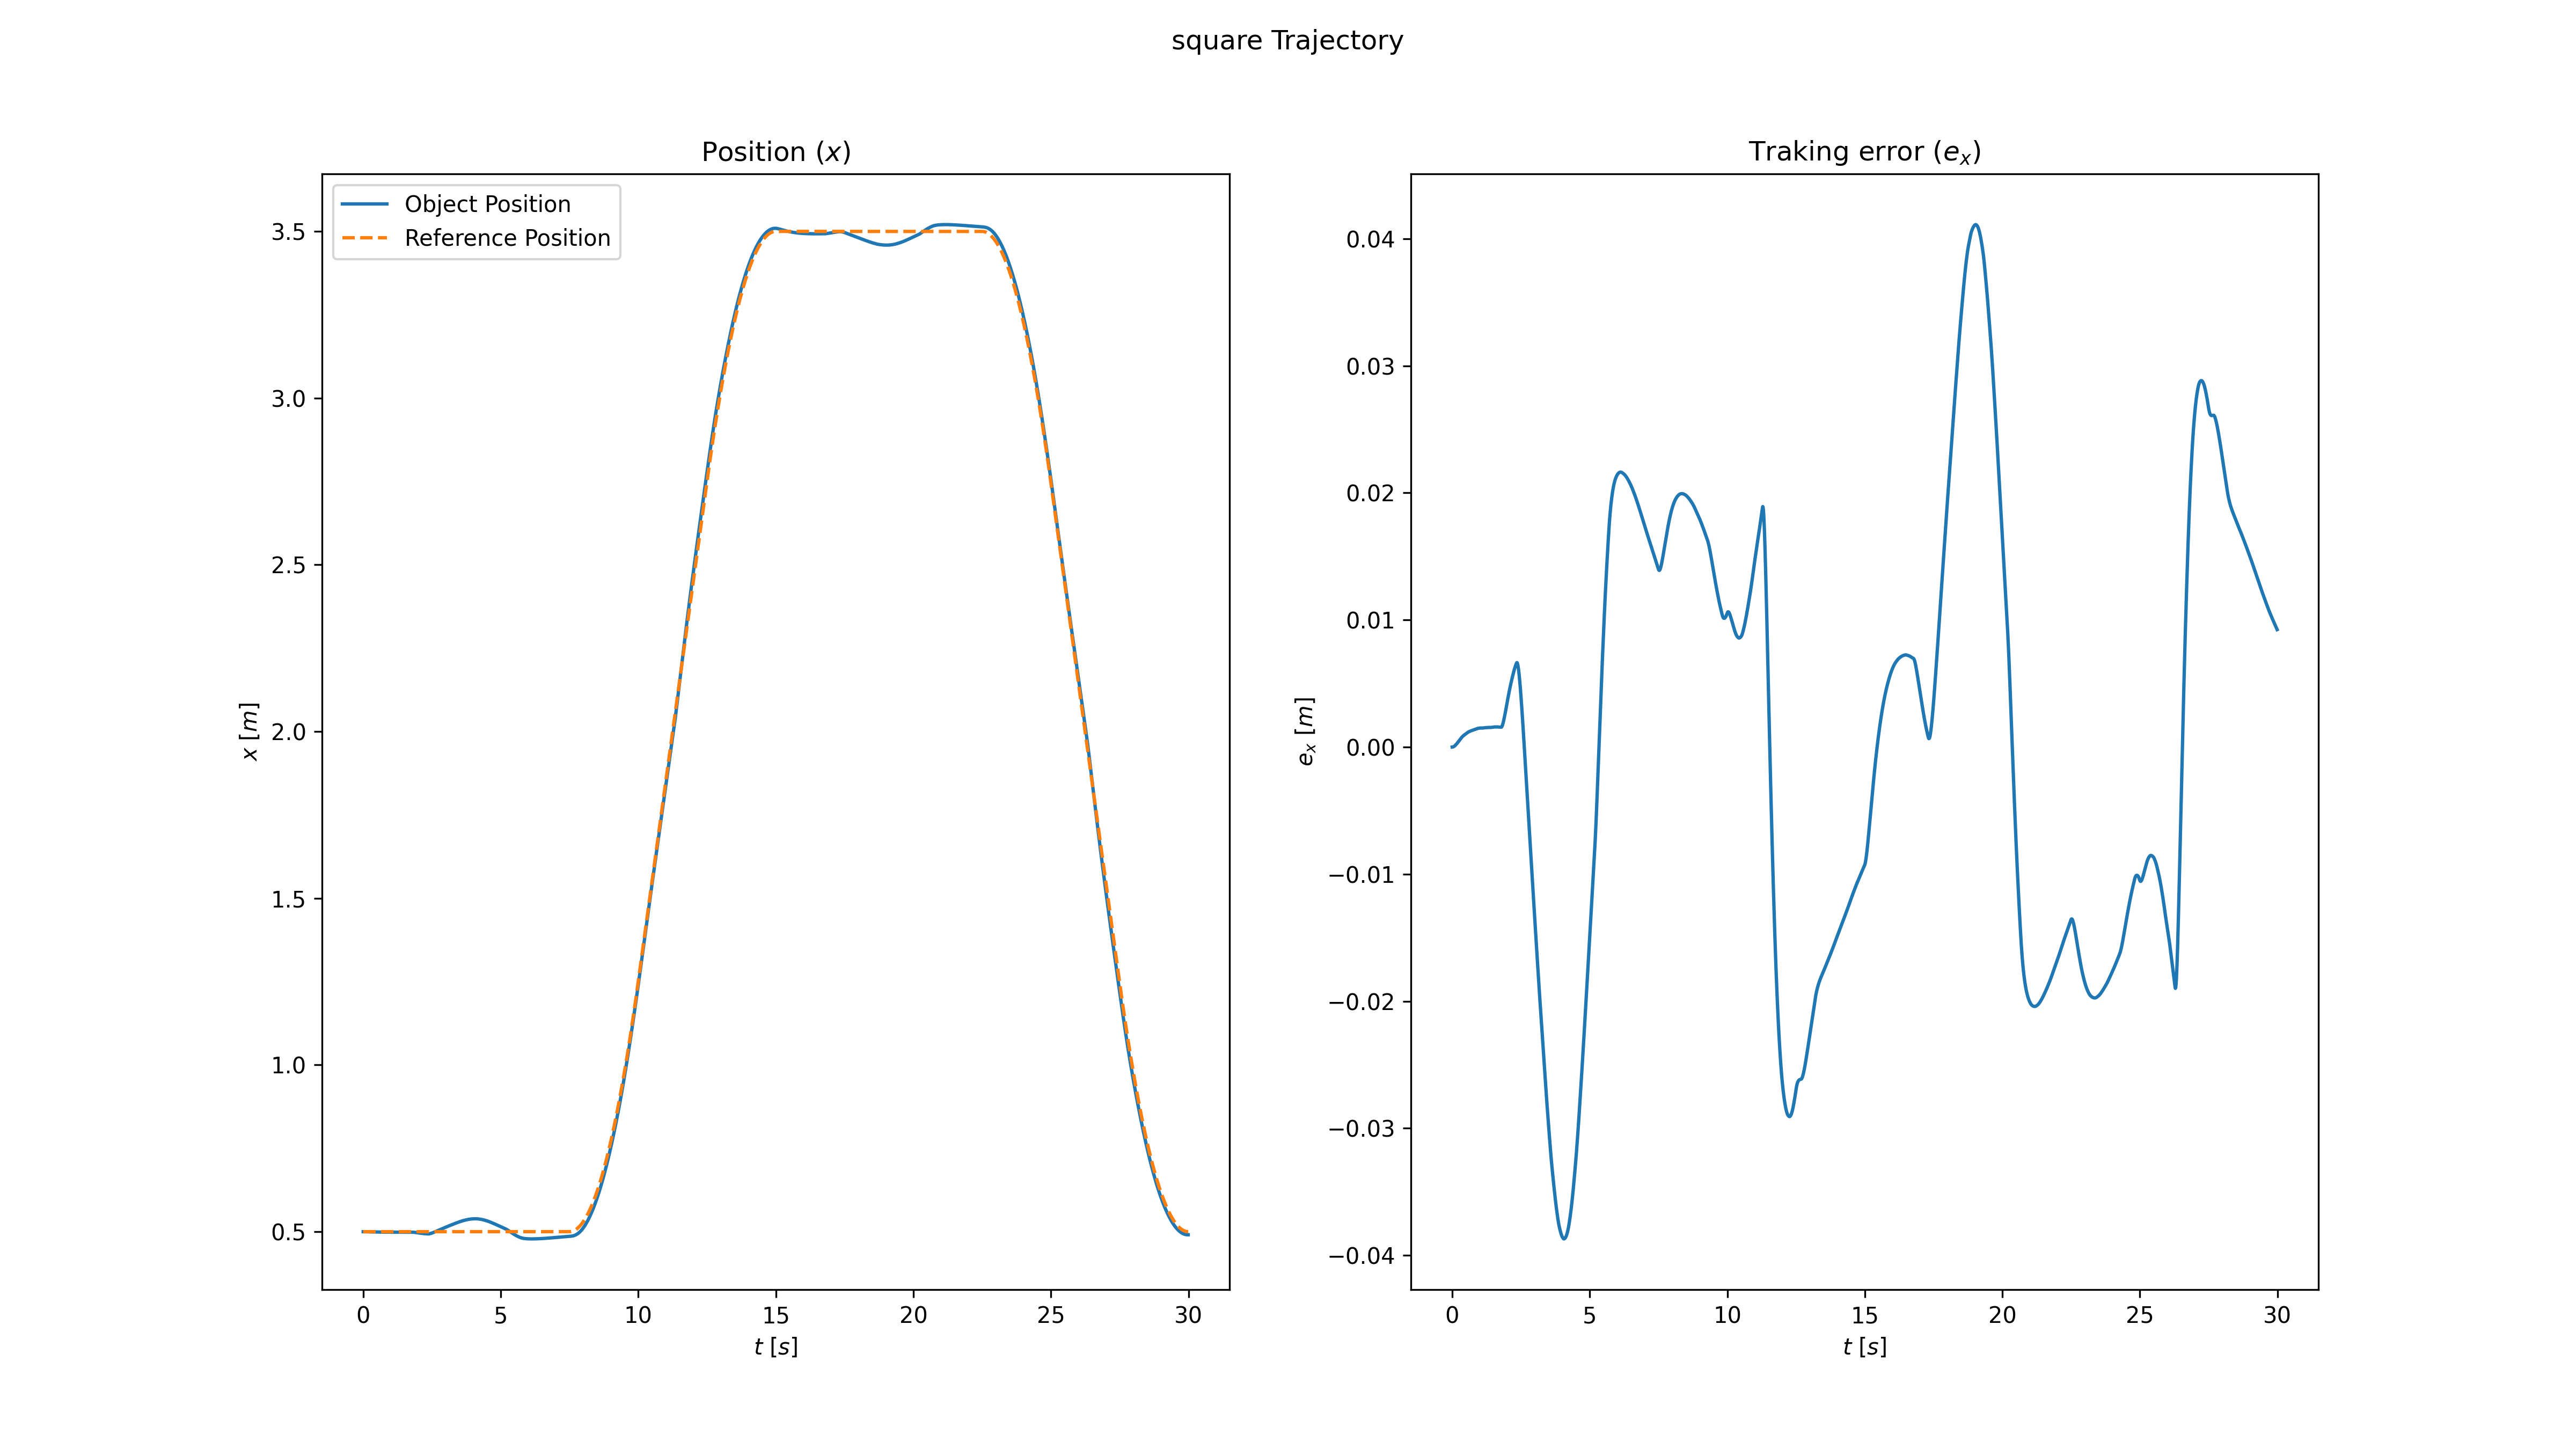 square Trajectory
Position (x)
Object Position
Reference Position
3.5
3.0
2.5
2.0
1.5
1.0
0.5
x [m]
0 5 10 15 20 25 30
t [s]
Traking error (eₓ)
0.04
0.03
0.02
0.01
0.00
−0.01
−0.02
−0.03
−0.04
eₓ [m]
0 5 10 15 20 25 30
t [s]